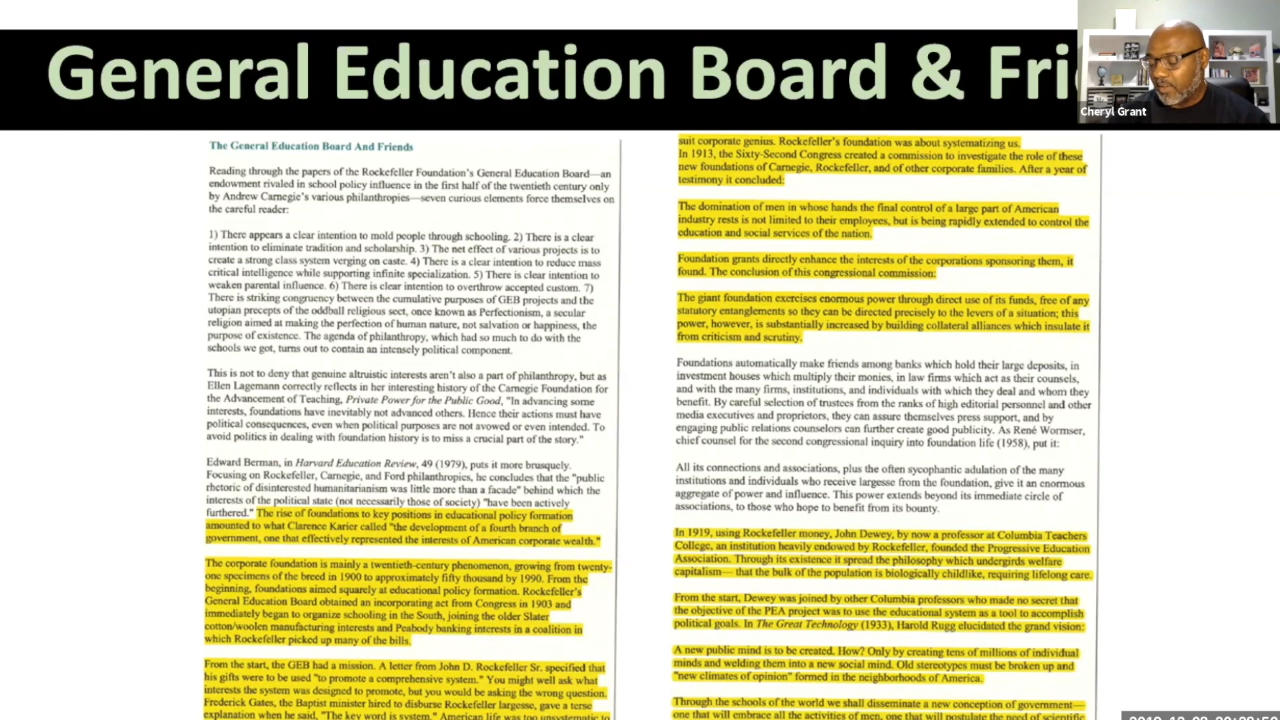 General Education Board & Fri
Cheryl Grant
The General Education Board And Friends
Reading through the papers of the Rockefeller Foundation's General Education Board—an
endowment rivaled in school policy influence in the first half of the twentieth century only
by Andrew Carnegie's various philanthropies—seven curious elements force themselves on
the careful reader:
1) There appears a clear intention to mold people through schooling. 2) There is a clear
intention to eliminate tradition and scholarship. 3) The net effect of various projects is to
create a strong class system verging on caste. 4) There is a clear intention to reduce mass
critical intelligence while supporting infinite specialization. 5) There is clear intention to
weaken parental influence. 6) There is clear intention to overthrow accepted custom. 7)
There is striking congruency between the cumulative purposes of GEB projects and the
utopian precepts of the oddball religious sect, once known as Perfectionism, a secular
religion aimed at making the perfection of human nature, not salvation or happiness, the
purpose of existence. The agenda of philanthropy, which had so much to do with the
schools we got, turns out to contain an intensely political component.
This is not to deny that genuine altruistic interests aren't also a part of philanthropy, but as
Ellen Lagemann correctly reflects in her interesting history of the Carnegie Foundation for
the Advancement of Teaching, Private Power for the Public Good, "In advancing some
interests, foundations have inevitably not advanced others. Hence their actions must have
political consequences, even when political purposes are not avowed or even intended. To
avoid politics in dealing with foundation history is to miss a crucial part of the story."
Edward Berman, in Harvard Education Review, 49 (1979), puts it more brusquely.
Focusing on Rockefeller, Carnegie, and Ford philanthropies, he concludes that the "public
rhetoric of disinterested humanitarianism was little more than a facade" behind which the
interests of the political state (not necessarily those of society) "have been actively
furthered." The rise of foundations to key positions in educational policy formation
amounted to what Clarence Karier called "the development of a fourth branch of
government, one that effectively represented the interests of American corporate wealth."
The corporate foundation is mainly a twentieth-century phenomenon, growing from twenty-
one specimens of the breed in 1900 to approximately fifty thousand by 1990. From the
beginning, foundations aimed squarely at educational policy formation. Rockefeller's
General Education Board obtained an incorporating act from Congress in 1903 and
immediately began to organize schooling in the South, joining the older Slater
cotton/woolen manufacturing interests and Peabody banking interests in a coalition in
which Rockefeller picked up many of the bills.
From the start, the GEB had a mission. A letter from John D. Rockefeller Sr. specified that
his gifts were to be used "to promote a comprehensive system." You might well ask what
interests the system was designed to promote, but you would be asking the wrong question.
Frederick Gates, the Baptist minister hired to disburse Rockefeller largesse, gave a terse
explanation when he said, "The key word is system." American life was too unsystematic to
suit corporate genius. Rockefeller's foundation was about systematizing us.
In 1913, the Sixty-Second Congress created a commission to investigate the role of these
new foundations of Carnegie, Rockefeller, and of other corporate families. After a year of
testimony it concluded:
The domination of men in whose hands the final control of a large part of American
industry rests is not limited to their employees, but is being rapidly extended to control the
education and social services of the nation.
Foundation grants directly enhance the interests of the corporations sponsoring them, it
found. The conclusion of this congressional commission:
The giant foundation exercises enormous power through direct use of its funds, free of any
statutory entanglements so they can be directed precisely to the levers of a situation; this
power, however, is substantially increased by building collateral alliances which insulate it
from criticism and scrutiny.
Foundations automatically make friends among banks which hold their large deposits, in
investment houses which multiply their monies, in law firms which act as their counsels,
and with the many firms, institutions, and individuals with which they deal and whom they
benefit. By careful selection of trustees from the ranks of high editorial personnel and other
media executives and proprietors, they can assure themselves press support, and by
engaging public relations counselors can further create good publicity. As René Wormser,
chief counsel for the second congressional inquiry into foundation life (1958), put it:
All its connections and associations, plus the often sycophantic adulation of the many
institutions and individuals who receive largesse from the foundation, give it an enormous
aggregate of power and influence. This power extends beyond its immediate circle of
associations, to those who hope to benefit from its bounty.
In 1919, using Rockefeller money, John Dewey, by now a professor at Columbia Teachers
College, an institution heavily endowed by Rockefeller, founded the Progressive Education
Association. Through its existence it spread the philosophy which undergirds welfare
capitalism— that the bulk of the population is biologically childlike, requiring lifelong care.
From the start, Dewey was joined by other Columbia professors who made no secret that
the objective of the PEA project was to use the educational system as a tool to accomplish
political goals. In The Great Technology (1933), Harold Rugg elucidated the grand vision:
A new public mind is to be created. How? Only by creating tens of millions of individual
minds and welding them into a new social mind. Old stereotypes must be broken up and
"new climates of opinion" formed in the neighborhoods of America.
Through the schools of the world we shall disseminate a new conception of government—
one that will embrace all the activities of men, one that will postulate the need of scientific